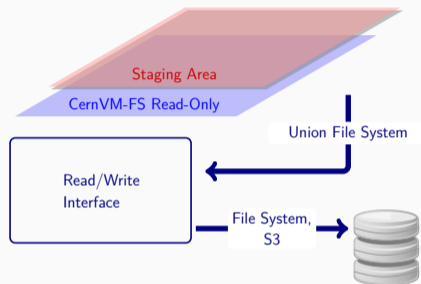 Staging Area
CernVM-FS Read-Only
Union File System
Read/Write
Interface
File System,
S3